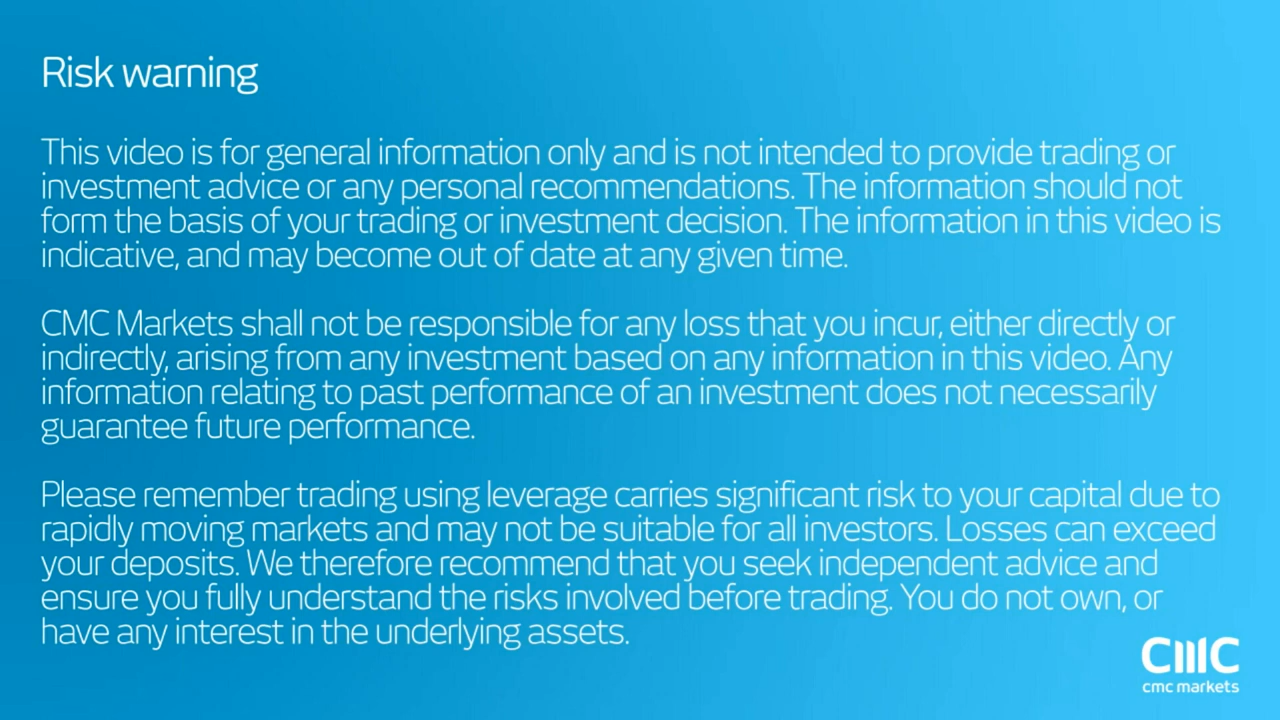 Risk warning
This video is for general information only and is not intended to provide trading or
investment advice or any personal recommendations. The information should not
form the basis of your trading or investment decision. The information in this video is
indicative, and may become out of date at any given time.
CMC Markets shall not be responsible for any loss that you incur, either directly or
indirectly, arising from any investment based on any information in this video. Any
information relating to past performance of an investment does not necessarily
guarantee future performance.
Please remember trading using leverage carries significant risk to your capital due to
rapidly moving markets and may not be suitable for all investors. Losses can exceed
your deposits. We therefore recommend that you seek independent advice and
ensure you fully understand the risks involved before trading. You do not own, or
have any interest in the underlying assets.
CMC
cmc markets